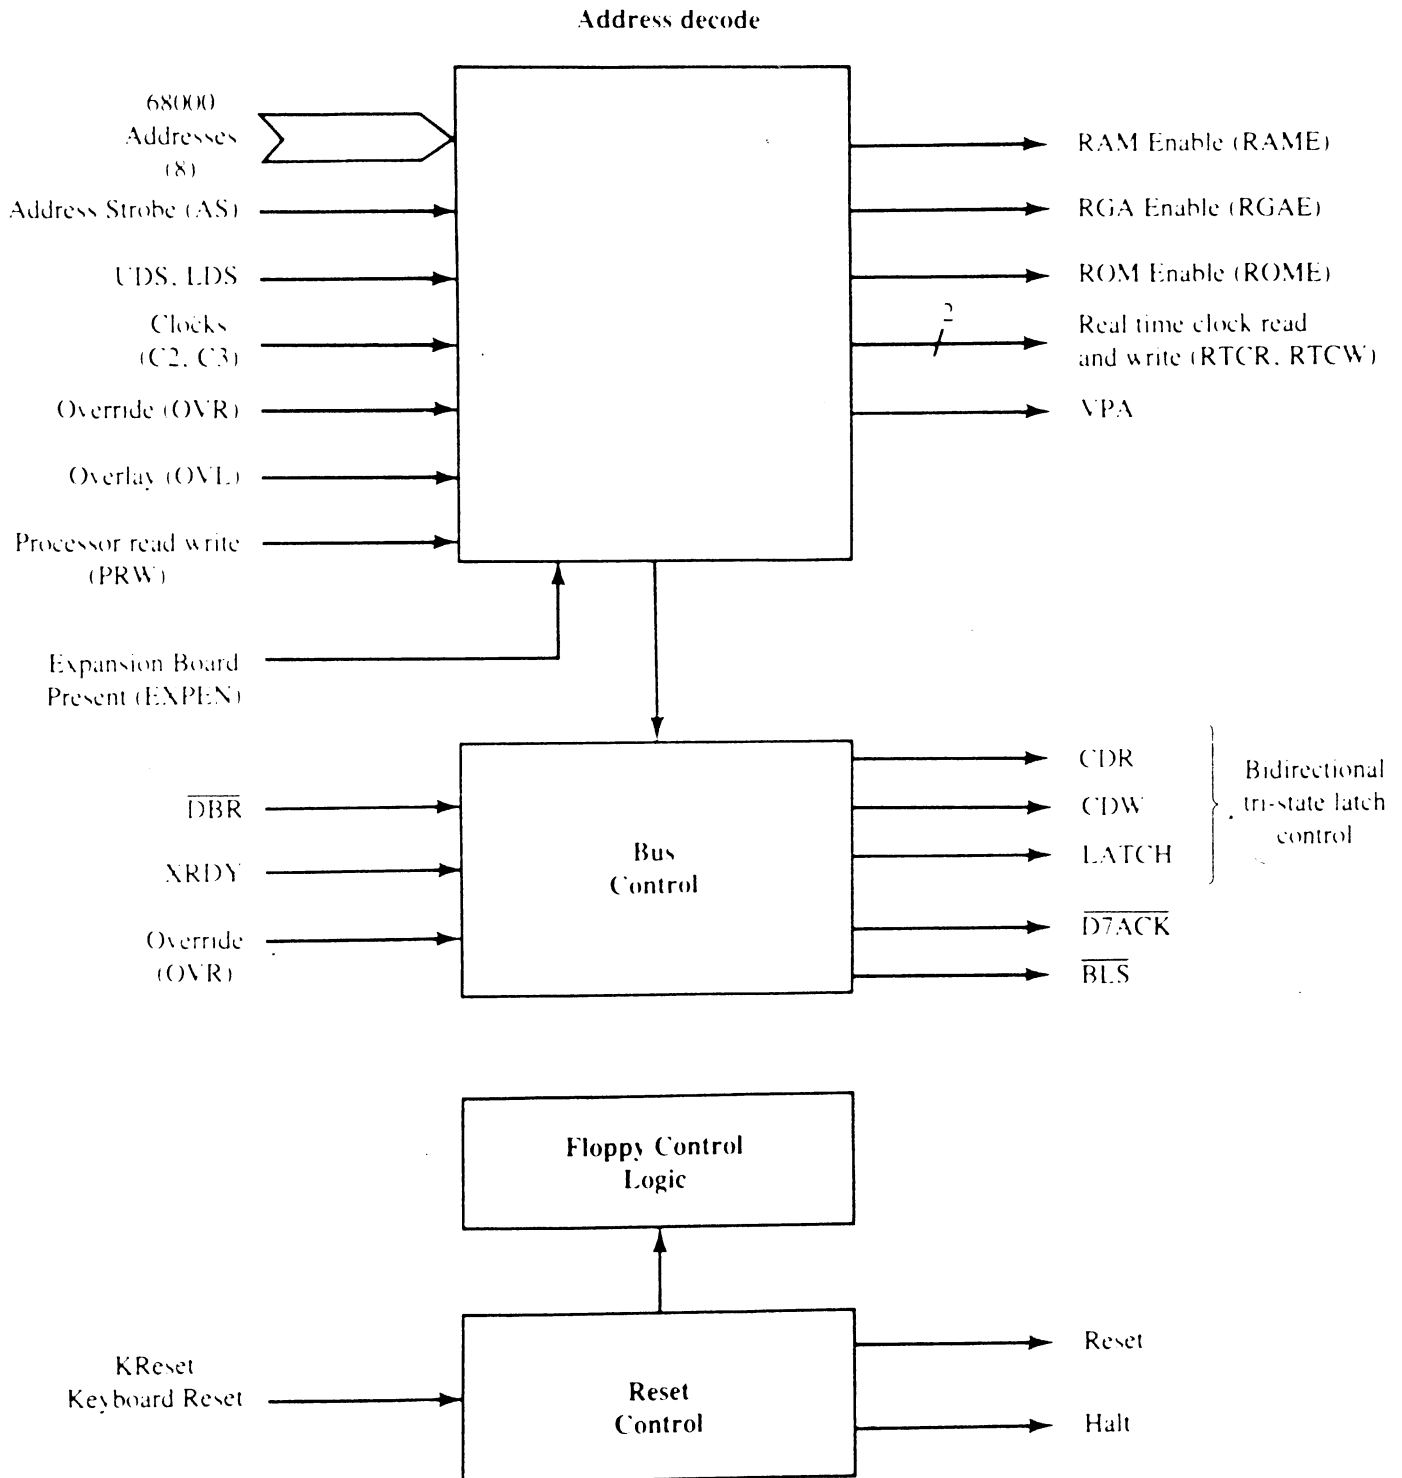 Address decode
68000
Addresses
(8)
Address Strobe (AS)
UDS, LDS
Clocks
(C2, C3)
Override (OVR)
Overlay (OVL)
Processor read write
(PRW)
Expansion Board
Present (EXPEN)
RAM Enable (RAME)
RGA Enable (RGAE)
ROM Enable (ROME)
2
Real time clock read
and write (RTCR, RTCW)
VPA
D̅B̅R̅
XRDY
Override
(OVR)
Bus
Control
CDR
CDW
LATCH
D̅7̅A̅C̅K̅
B̅L̅S̅
Bidirectional
tri-state latch
control
Floppy Control
Logic
KReset
Keyboard Reset
Reset
Control
Reset
Halt